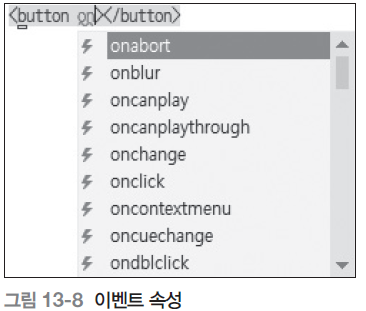 <button on></button>
onabort
onblur
oncanplay
oncanplaythrough
onchange
onclick
oncontextmenu
oncuechange
ondblclick
그림 13-8 이벤트 속성